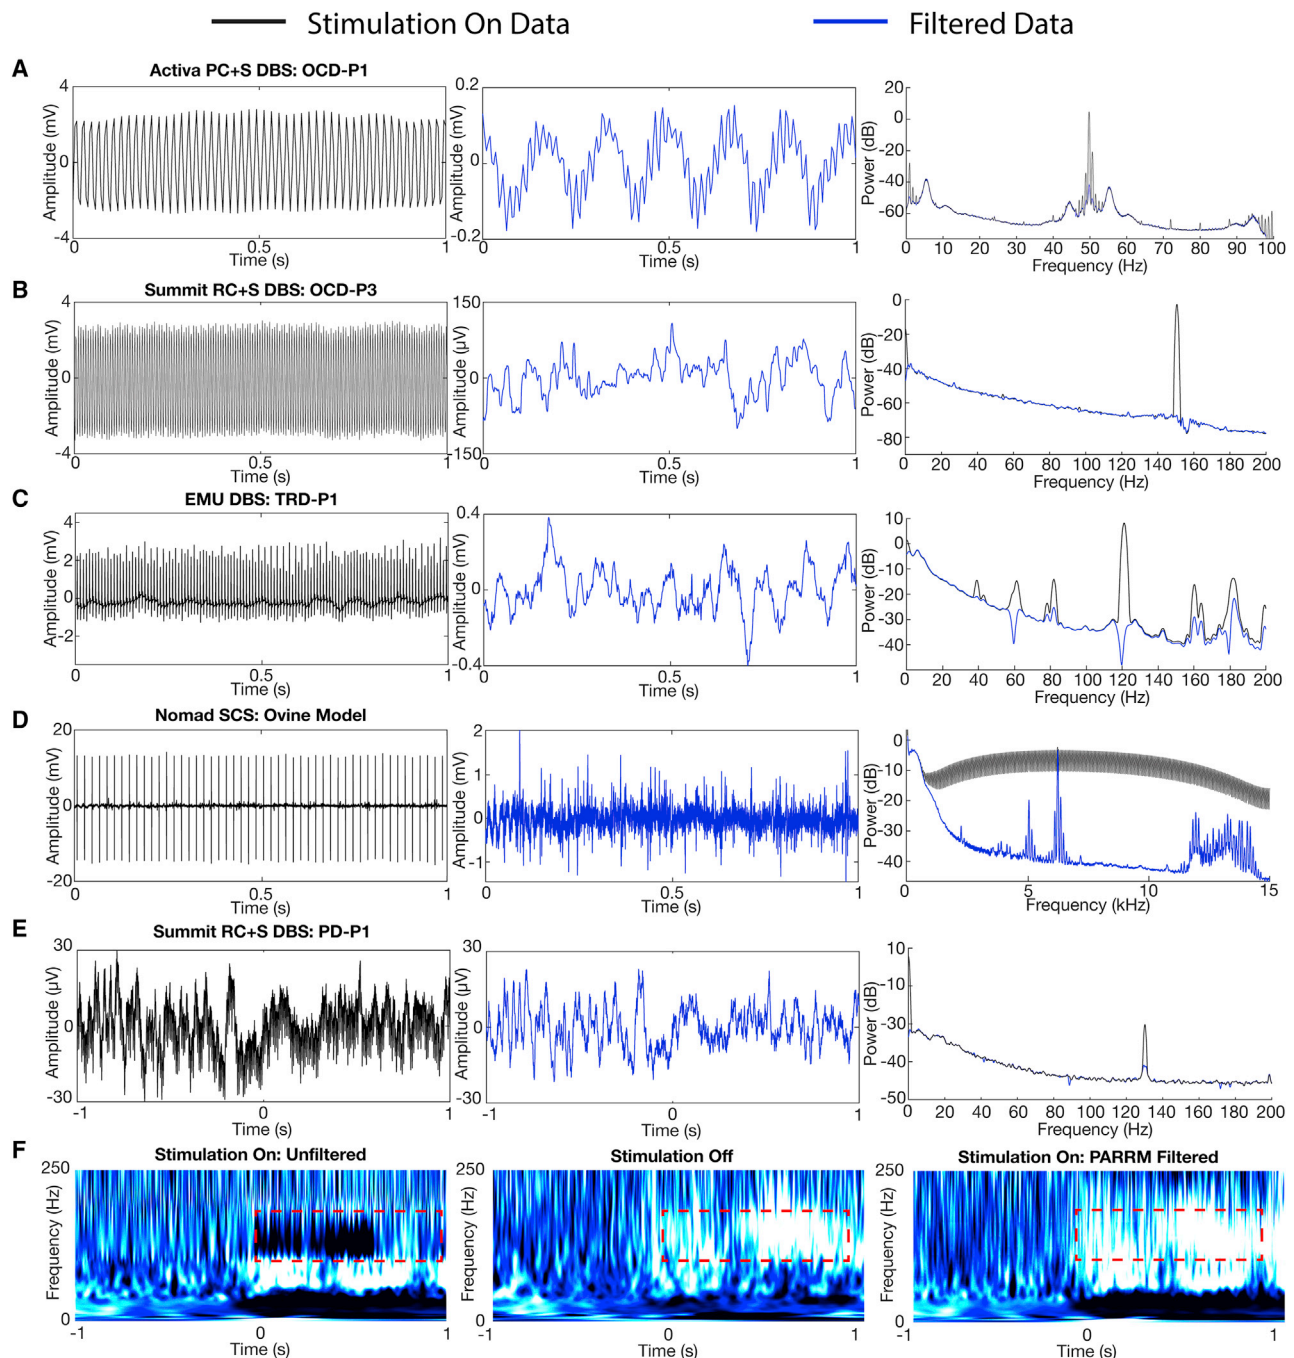 Stimulation On Data Filtered Data
A Activa PC+S DBS: OCD-P1
Amplitude (mV) 4 0 -4 0.5 1 Time (s)
Amplitude (mV) 0.2 0 -0.2 0 0.5 1 Time (s)
Power (dB) 20 0 -20 -40 -60 0 10 20 30 40 50 60 70 80 90 100 Frequency (Hz)
B Summit RC+S DBS: OCD-P3
Amplitude (mV) 4 0 -4 0 0.5 1 Time (s)
Amplitude (µV) 150 0 -150 0 0.5 1 Time (s)
Power (dB) 0 -20 -40 -60 -80 0 20 40 60 80 100 120 140 160 180 200 Frequency (Hz)
C EMU DBS: TRD-P1
Amplitude (mV) 4 2 0 -2 0 0.5 1 Time (s)
Amplitude (mV) 0.4 0 -0.4 0 0.5 1 Time (s)
Power (dB) 10 0 -10 -20 -30 -40 -50 0 20 40 60 80 100 120 140 160 180 200 Frequency (Hz)
D Nomad SCS: Ovine Model
Amplitude (mV) 20 10 0 -10 -20 0 0.5 1 Time (s)
Amplitude (mV) 2 1 0 -1 0 0.5 1 Time (s)
Power (dB) 0 -10 -20 -30 -40 0 5 10 15 Frequency (kHz)
E Summit RC+S DBS: PD-P1
Amplitude (µV) 30 0 -30 -1 0 1 Time (s)
Amplitude (µV) 30 0 -30 -1 0 1 Time (s)
Power (dB) 10 -10 -30 -40 -50 0 20 40 60 80 100 120 140 160 180 200 Frequency (Hz)
F Stimulation On: Unfiltered Stimulation Off Stimulation On: PARRM Filtered
Frequency (Hz) 250 100 0 -1 0 1 Time (s)
Frequency (Hz) 250 100 0 -1 0 1 Time (s)
Frequency (Hz) 250 100 0 -1 0 1 Time (s)